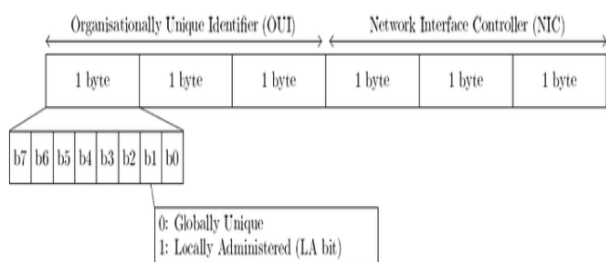 Organisationally Unique Identifier (OUI) Network Interface Controller (NIC)
1 byte 1 byte 1 byte 1 byte 1 byte 1 byte
b7 b6 b5 b4 b3 b2 b1 b0
0: Globally Unique
1: Locally Administered (LA bit)